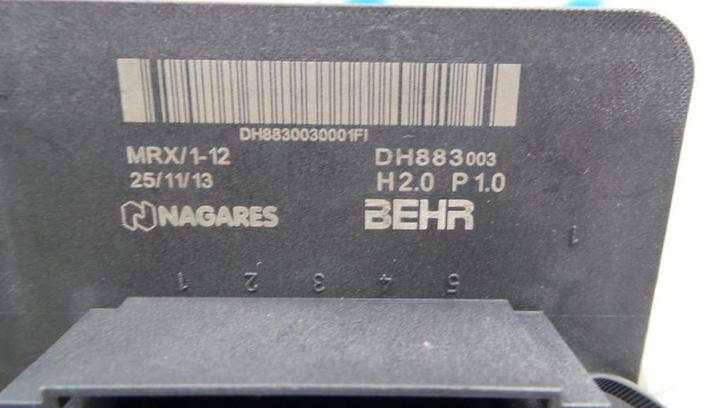 DH8830030001FI
MRX/1-12 DH883003
25/11/13 H2.0 P1.0
NAGARES BEHR
1
1 2 3 4 5